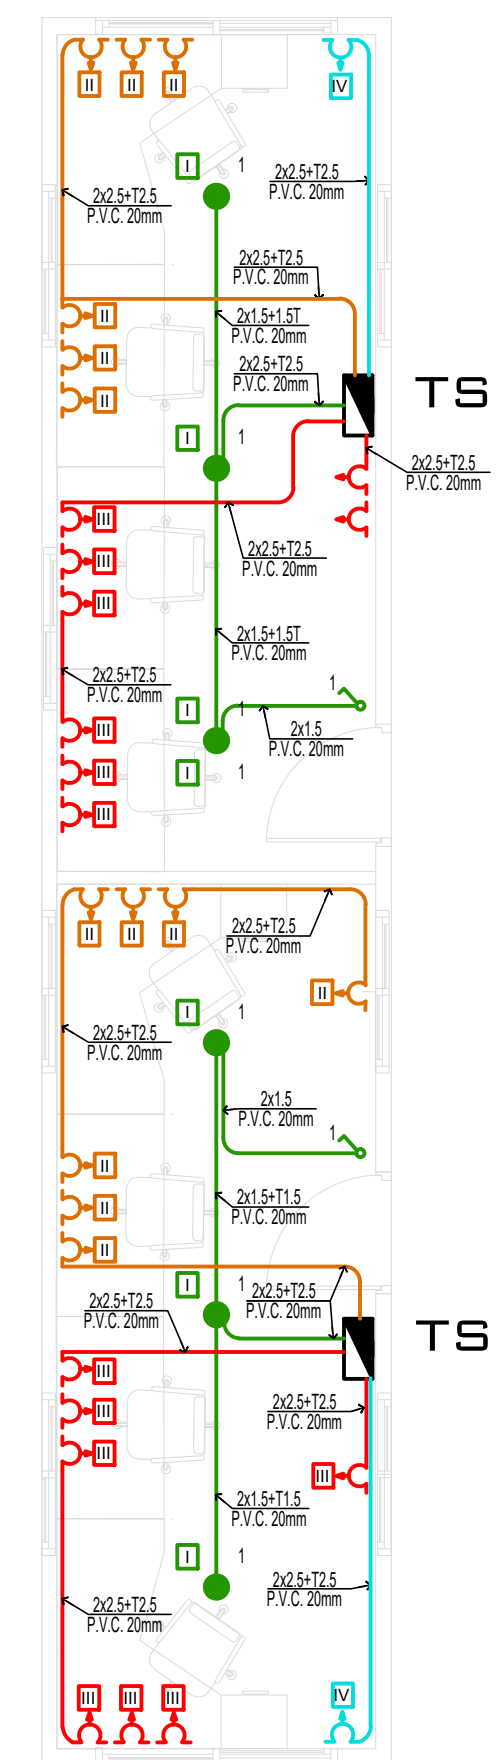 II II II IV
I 1
2x2.5+T2.5
P.V.C. 20mm
2x2.5+T2.5
P.V.C. 20mm
2x2.5+T2.5
P.V.C. 20mm
II
2x1.5+1.5T
P.V.C. 20mm
II
2x2.5+T2.5
P.V.C. 20mm
TS
II
I 1
2x2.5+T2.5
P.V.C. 20mm
III
2x2.5+T2.5
P.V.C. 20mm
III
III
2x1.5+1.5T
P.V.C. 20mm
2x2.5+T2.5
P.V.C. 20mm
1
I 1
III
2x1.5
P.V.C. 20mm
III
I 1
III
II II II
2x2.5+T2.5
P.V.C. 20mm
II
I 1
2x2.5+T2.5
P.V.C. 20mm
2x1.5
P.V.C. 20mm
1
II
2x1.5+T1.5
P.V.C. 20mm
II
II
I 1
2x2.5+T2.5
P.V.C. 20mm
2x2.5+T2.5
P.V.C. 20mm
TS
III
III
2x2.5+T2.5
P.V.C. 20mm
III
III
2x1.5+T1.5
P.V.C. 20mm
I 1
2x2.5+T2.5
P.V.C. 20mm
2x2.5+T2.5
P.V.C. 20mm
III III III IV